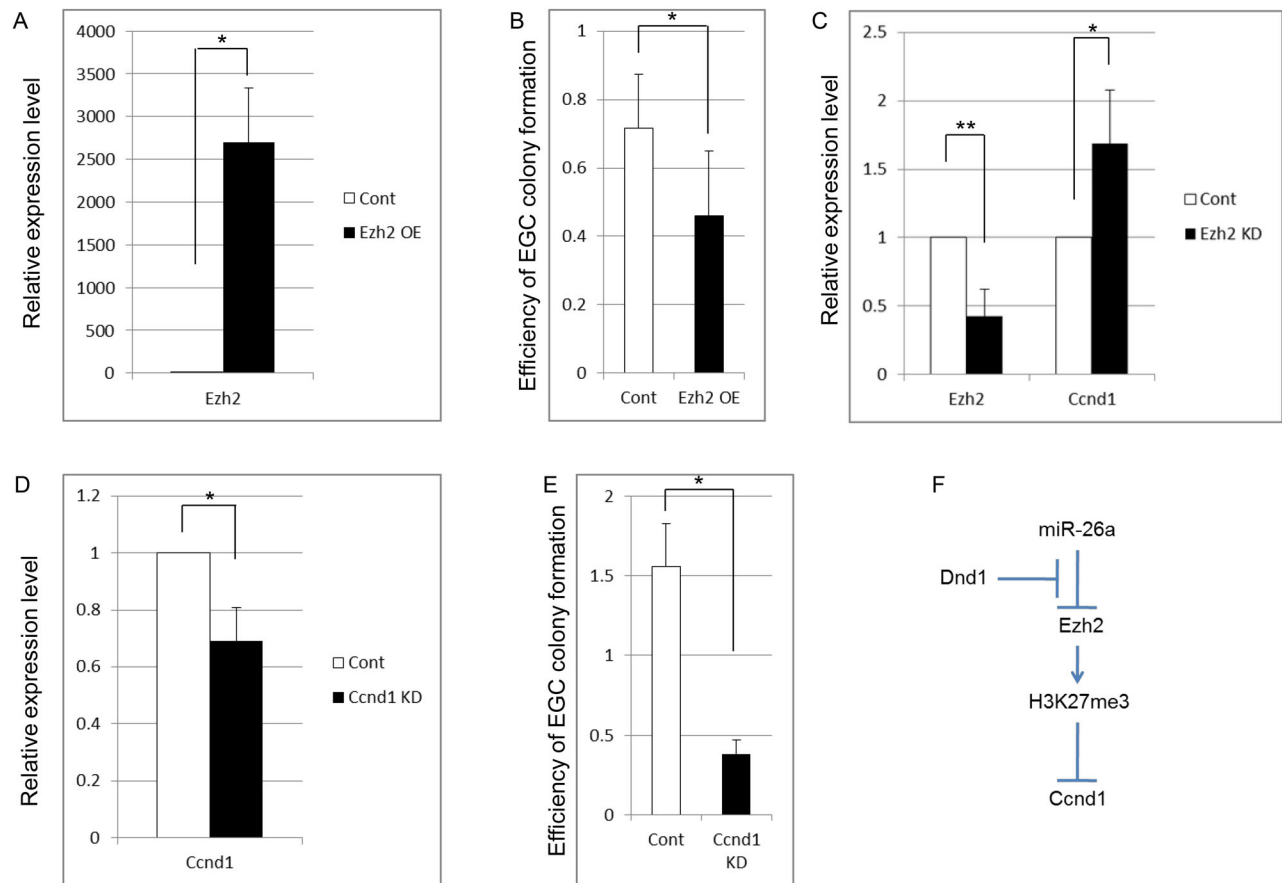 A
Relative expression level
4000
3500
3000
2500
2000
1500
1000
500
0
*
Ezh2
Cont
Ezh2 OE
B
Efficiency of EGC colony formation
1
0.8
0.6
0.4
0.2
0
*
Cont
Ezh2 OE
C
Relative expression level
2.5
2
1.5
1
0.5
0
**
*
Ezh2
Ccnd1
Cont
Ezh2 KD
D
Relative expression level
1.2
1
0.8
0.6
0.4
0.2
0
*
Ccnd1
Cont
Ccnd1 KD
E
Efficiency of EGC colony formation
2
1.5
1
0.5
0
*
Cont
Ccnd1
KD
F
miR-26a
Dnd1
Ezh2
H3K27me3
Ccnd1